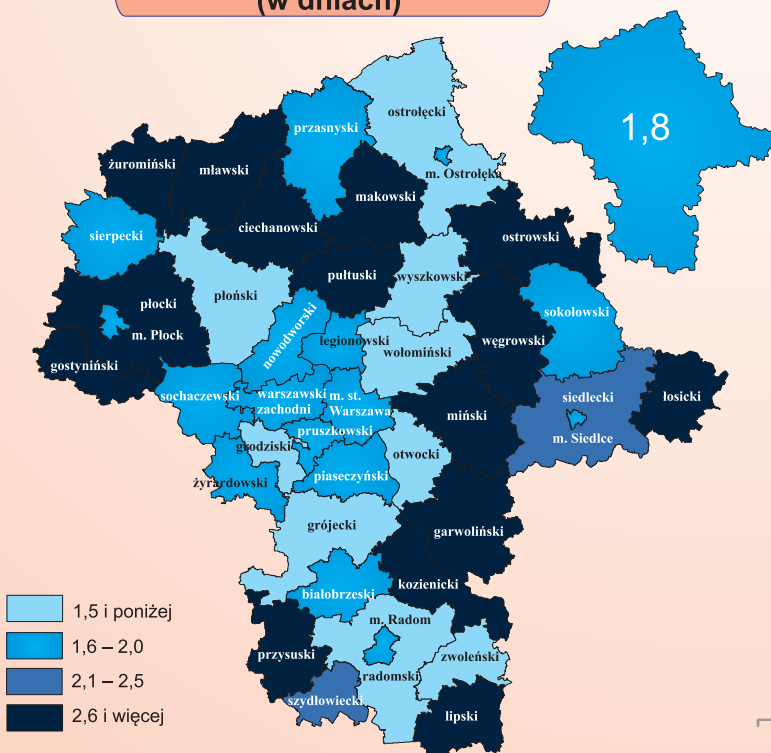 (w dniach)
1,8
ostrołęcki
przasnyski
żuromiński
mławski
m. Ostrołęka
makowski
ciechanowski
sierpecki
ostrowski
pułtuski
wyszkowski
płoński
płocki
sokołowski
nowodworski
m. Płock
legionowski
węgrowski
wołomiński
gostyniński
sochaczewski
warszawski
zachodni
m. st.
Warszawa
siedlecki
łosicki
miński
pruszkowski
m. Siedlce
grodziski
otwocki
piaseczyński
żyrardowski
grójecki
garwoliński
kozienicki
białobrzeski
m. Radom
przysuski
zwoleński
radomski
szydłowiecki
lipski
1,5 i poniżej
1,6 – 2,0
2,1 – 2,5
2,6 i więcej